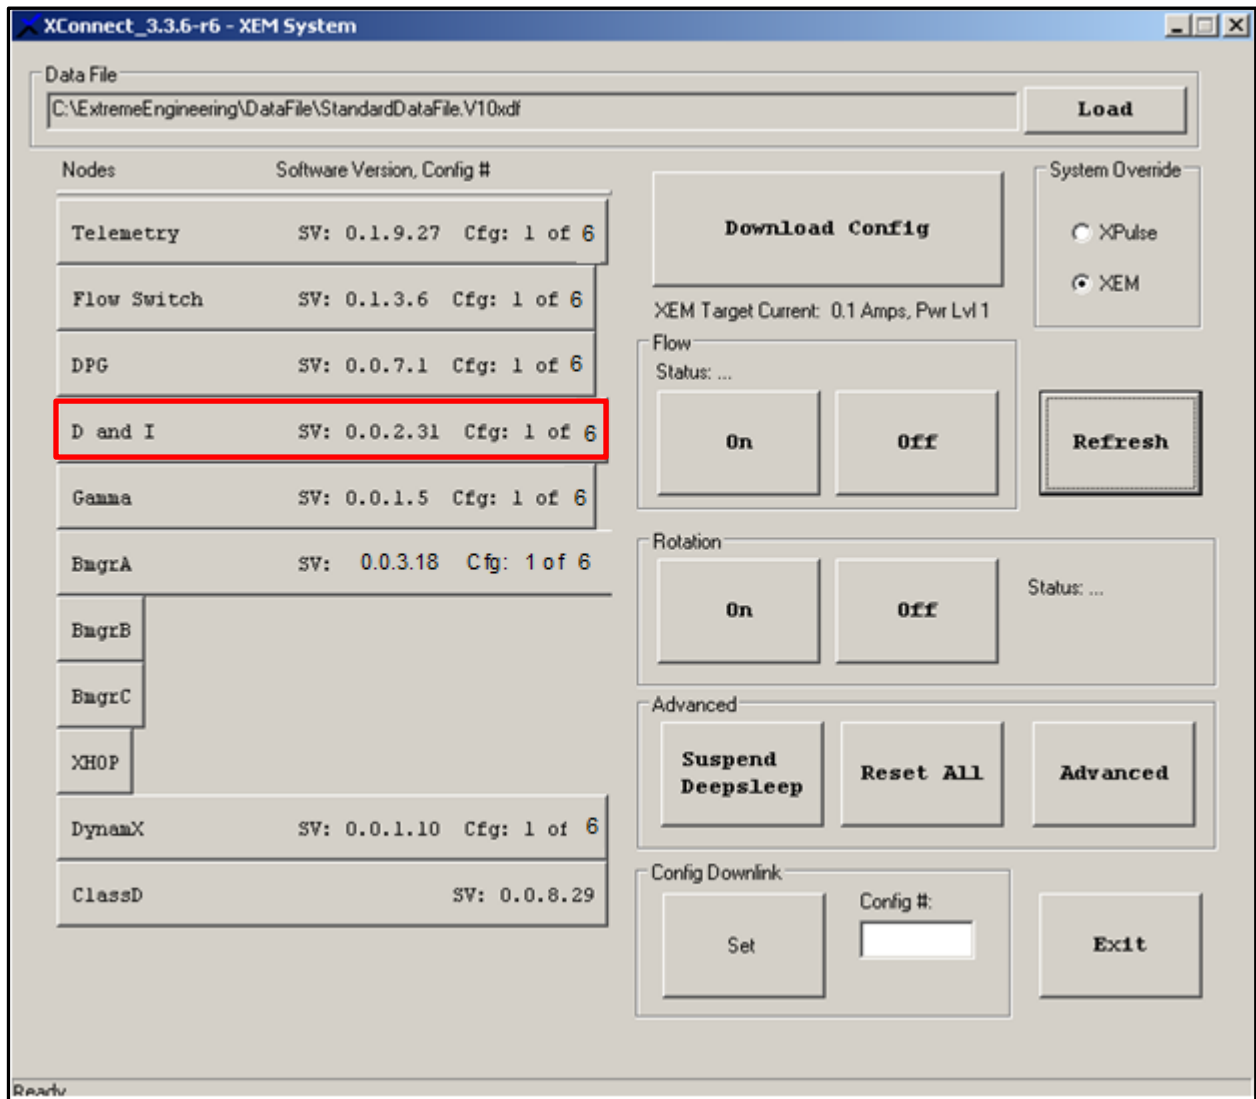 XConnect_3.3.6-r6 - XEM System
Data File
C:\ExtremeEngineering\DataFile\StandardDataFile.V10xdf
Load
Nodes Software Version, Config #
Telemetry SV: 0.1.9.27 Cfg: 1 of 6
Flow Switch SV: 0.1.3.6 Cfg: 1 of 6
DPG SV: 0.0.7.1 Cfg: 1 of 6
D and I SV: 0.0.2.31 Cfg: 1 of 6
Gamma SV: 0.0.1.5 Cfg: 1 of 6
BmgrA SV: 0.0.3.18 Cfg: 1 of 6
BmgrB
BmgrC
XHOP
DynamX SV: 0.0.1.10 Cfg: 1 of 6
ClassD SV: 0.0.8.29
Download Config
XEM Target Current: 0.1 Amps, Pwr Lvl 1
System Override
XPulse
XEM
Flow
Status: ...
On Off
Refresh
Rotation
On Off
Status: ...
Advanced
Suspend
Deepsleep
Reset All
Advanced
Config Downlink
Set
Config #:
Exit
Ready